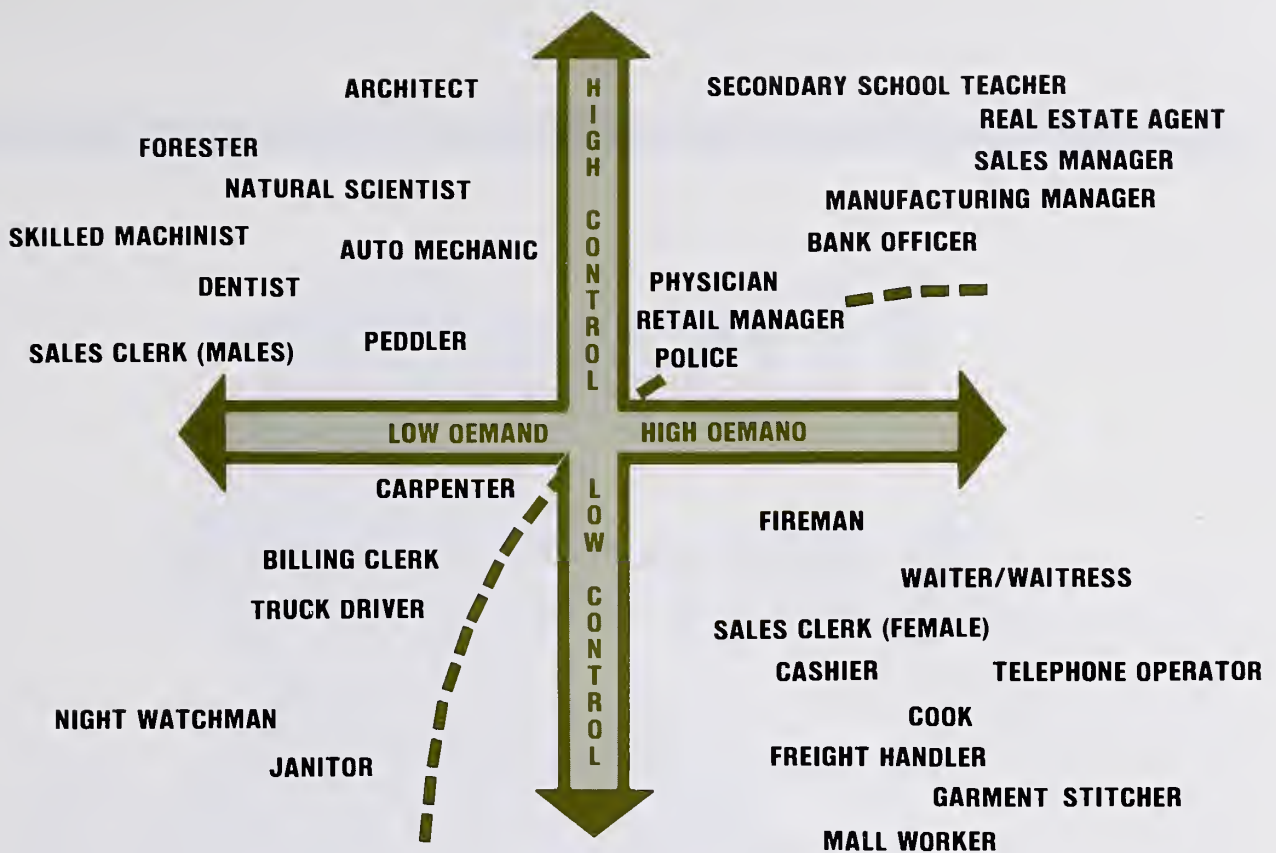 ARCHITECT
FORESTER
NATURAL SCIENTIST
SKILLED MACHINIST
AUTO MECHANIC
DENTIST
PEDDLER
SALES CLERK (MALES)
HIGH CONTROL
SECONDARY SCHOOL TEACHER
REAL ESTATE AGENT
SALES MANAGER
MANUFACTURING MANAGER
BANK OFFICER
PHYSICIAN
RETAIL MANAGER
POLICE
LOW OEMAND
HIGH OEMANO
CARPENTER
BILLING CLERK
TRUCK DRIVER
NIGHT WATCHMAN
JANITOR
LOW CONTROL
FIREMAN
WAITER/WAITRESS
SALES CLERK (FEMALE)
CASHIER
TELEPHONE OPERATOR
COOK
FREIGHT HANDLER
GARMENT STITCHER
MALL WORKER